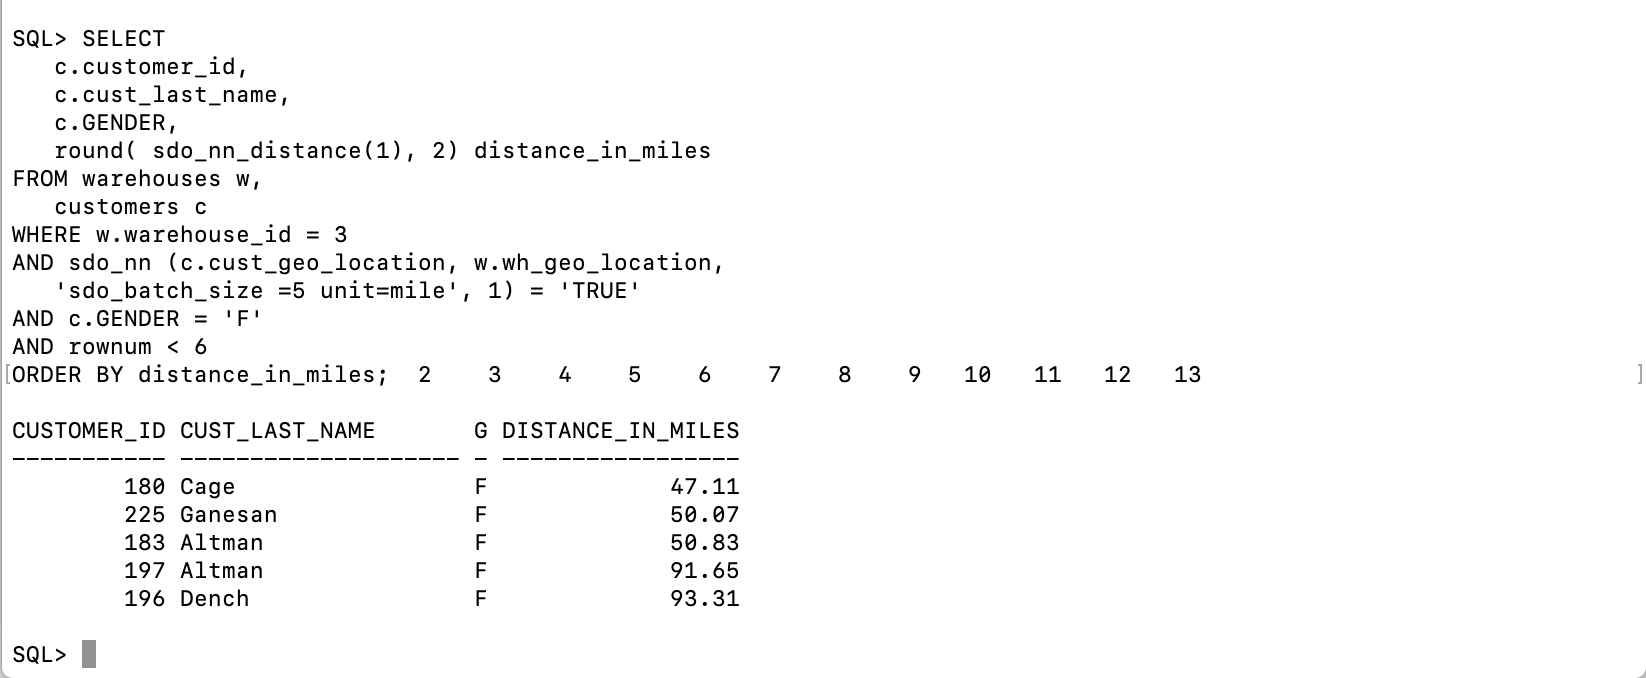 SQL> SELECT
   c.customer_id,
   c.cust_last_name,
   c.GENDER,
   round( sdo_nn_distance(1), 2) distance_in_miles
FROM warehouses w,
   customers c
WHERE w.warehouse_id = 3
AND sdo_nn (c.cust_geo_location, w.wh_geo_location,
   'sdo_batch_size =5 unit=mile', 1) = 'TRUE'
AND c.GENDER = 'F'
AND rownum < 6
[ORDER BY distance_in_miles;  2    3    4    5    6    7    8    9   10   11   12   13 ]

CUSTOMER_ID CUST_LAST_NAME       G DISTANCE_IN_MILES
----------- -------------------- - -----------------
        180 Cage                 F             47.11
        225 Ganesan              F             50.07
        183 Altman               F             50.83
        197 Altman               F             91.65
        196 Dench                F             93.31

SQL>